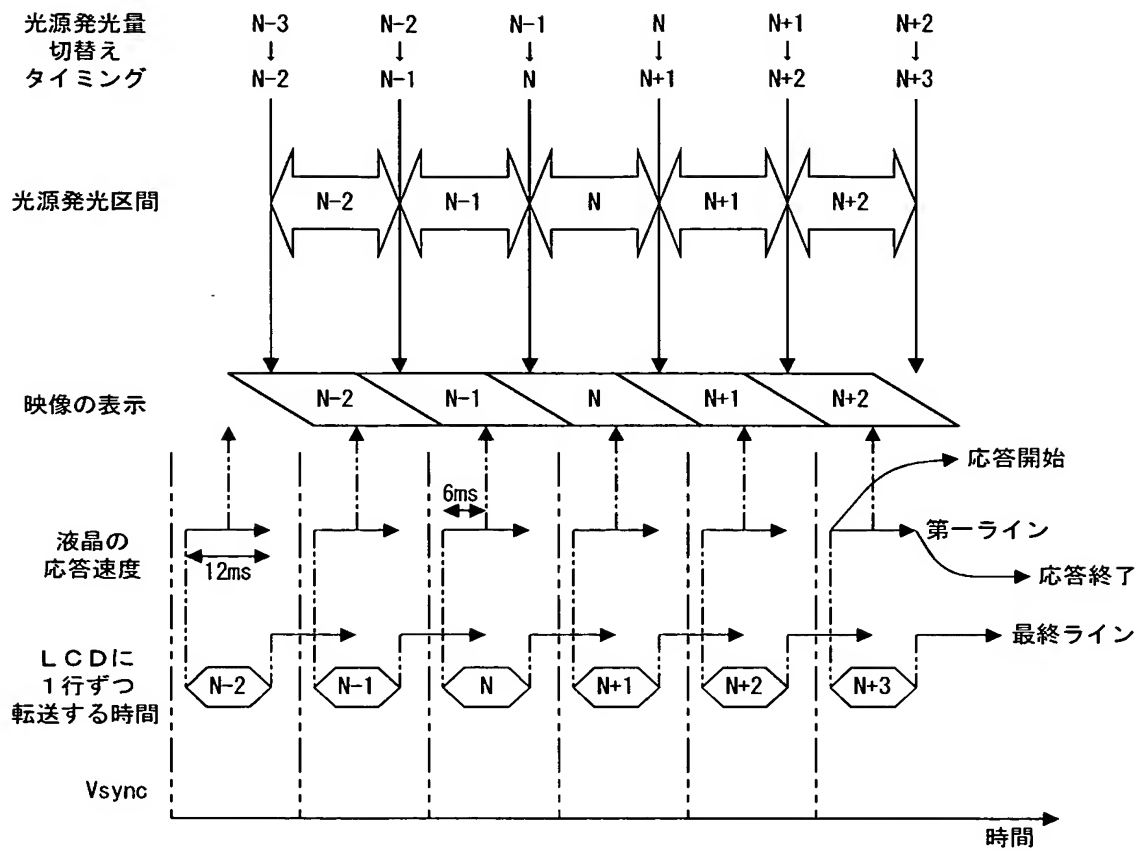 光源発光量
切替え
タイミング
N-3 N-2 N-1 N N+1 N+2
↓ ↓ ↓ ↓ ↓ ↓
N-2 N-1 N N+1 N+2 N+3
光源発光区間
N-2 N-1 N N+1 N+2
映像の表示
N-2 N-1 N N+1 N+2
応答開始
6ms
液晶の
応答速度
第一ライン
12ms
応答終了
最終ライン
LCDに
1行ずつ
転送する時間
N-2 N-1 N N+1 N+2 N+3
Vsync
時間